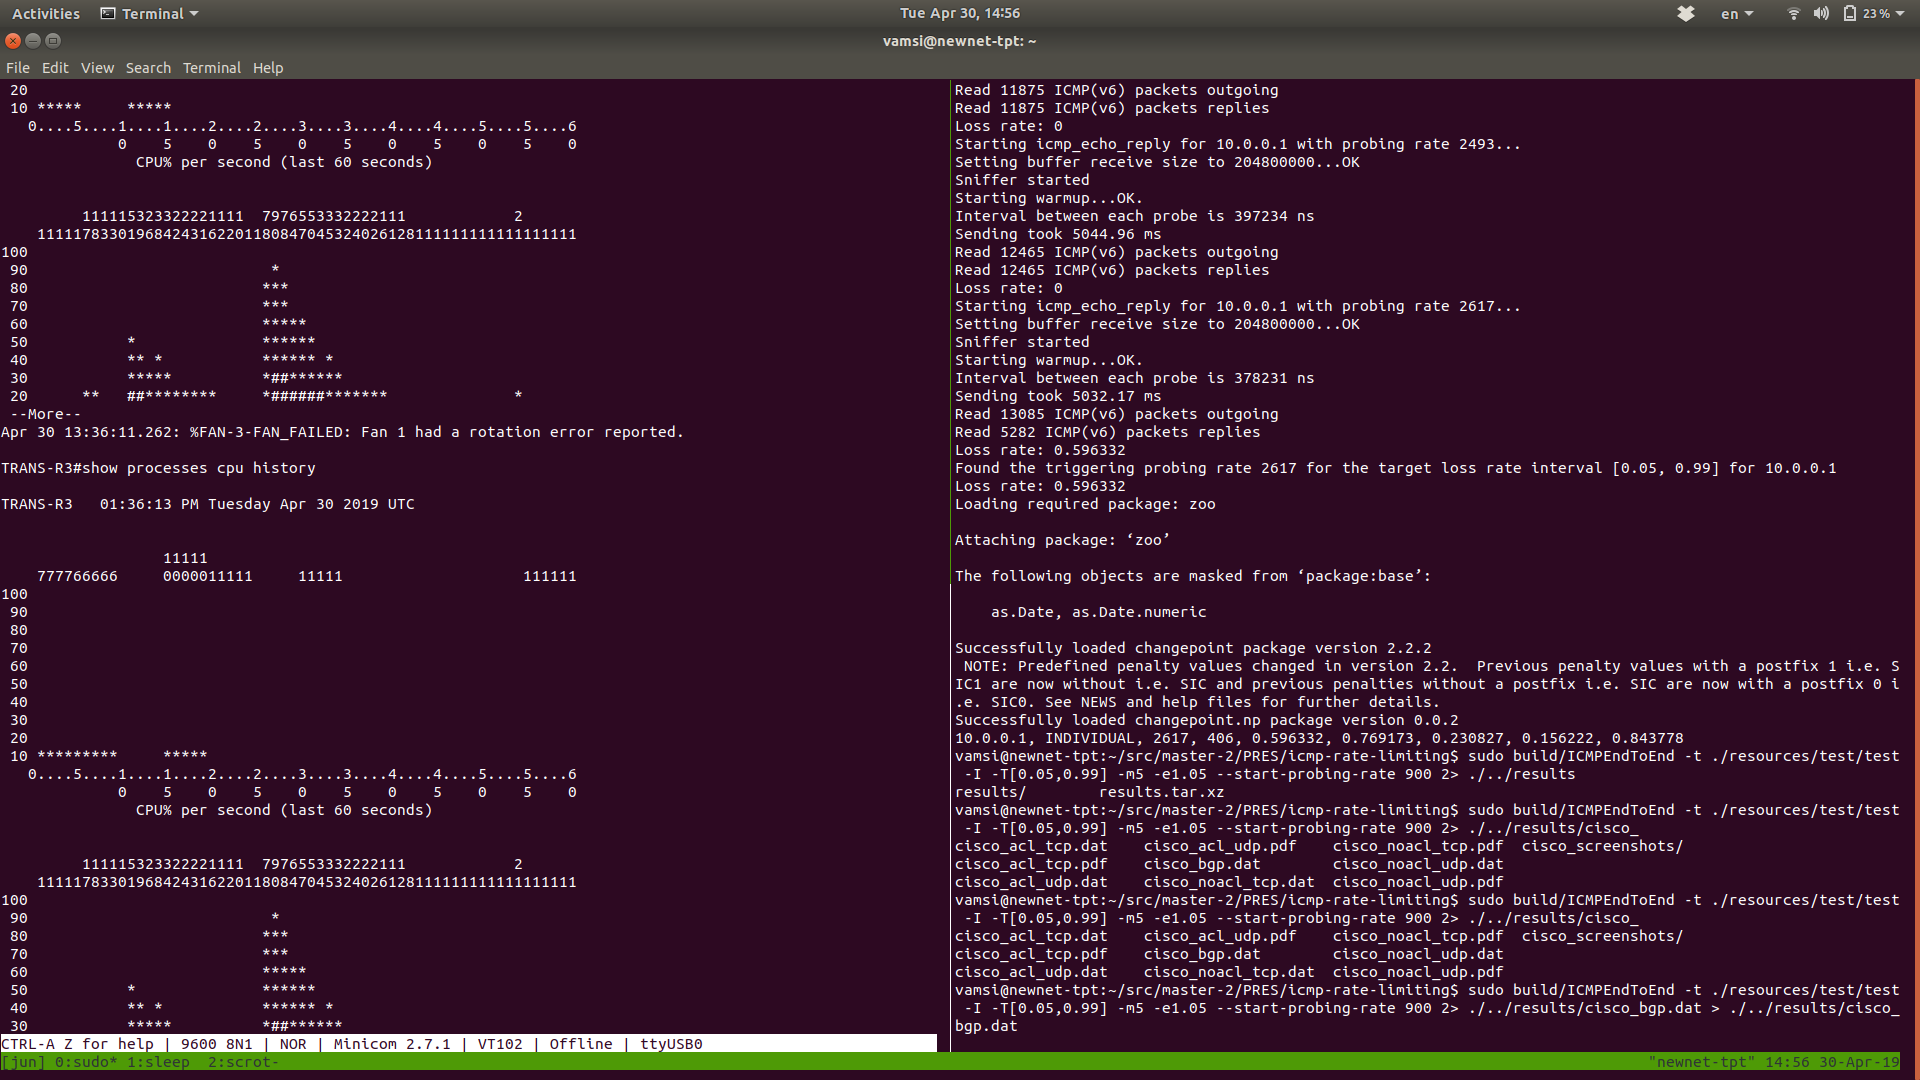 Activities Terminal Tue Apr 30, 14:56 en 23 %
vamsi@newnet-tpt: ~
File Edit View Search Terminal Help
20
10 ***** *****
0....5....1....1....2....2....3....3....4....4....5....5....6
0 5 0 5 0 5 0 5 0 5 0
CPU% per second (last 60 seconds)
111115323322221111 7976553332222111 2
111117833019684243162201180847045324026128111111111111111111
100
90 *
80 ***
70 ***
60 *****
50 * ******
40 ** * ****** *
30 ***** *##******
20 ** ##******** *######******* *
--More--
Apr 30 13:36:11.262: %FAN-3-FAN_FAILED: Fan 1 had a rotation error reported.
TRANS-R3#show processes cpu history
TRANS-R3 01:36:13 PM Tuesday Apr 30 2019 UTC
11111
777766666 0000011111 11111 111111
100
90
80
70
60
50
40
30
20
10 ********* *****
0....5....1....1....2....2....3....3....4....4....5....5....6
0 5 0 5 0 5 0 5 0 5 0
CPU% per second (last 60 seconds)
111115323322221111 7976553332222111 2
111117833019684243162201180847045324026128111111111111111111
100
90 *
80 ***
70 ***
60 *****
50 * ******
40 ** * ****** *
30 ***** *##******
CTRL-A Z for help | 9600 8N1 | NOR | Minicom 2.7.1 | VT102 | Offline | ttyUSB0
Read 11875 ICMP(v6) packets outgoing
Read 11875 ICMP(v6) packets replies
Loss rate: 0
Starting icmp_echo_reply for 10.0.0.1 with probing rate 2493...
Setting buffer receive size to 204800000...OK
Sniffer started
Starting warmup...OK.
Interval between each probe is 397234 ns
Sending took 5044.96 ms
Read 12465 ICMP(v6) packets outgoing
Read 12465 ICMP(v6) packets replies
Loss rate: 0
Starting icmp_echo_reply for 10.0.0.1 with probing rate 2617...
Setting buffer receive size to 204800000...OK
Sniffer started
Starting warmup...OK.
Interval between each probe is 378231 ns
Sending took 5032.17 ms
Read 13085 ICMP(v6) packets outgoing
Read 5282 ICMP(v6) packets replies
Loss rate: 0.596332
Found the triggering probing rate 2617 for the target loss rate interval [0.05, 0.99] for 10.0.0.1
Loss rate: 0.596332
Loading required package: zoo
Attaching package: ‘zoo’
The following objects are masked from ‘package:base’:
as.Date, as.Date.numeric
Successfully loaded changepoint package version 2.2.2
NOTE: Predefined penalty values changed in version 2.2. Previous penalty values with a postfix 1 i.e. S
IC1 are now without i.e. SIC and previous penalties without a postfix i.e. SIC are now with a postfix 0 i
.e. SIC0. See NEWS and help files for further details.
Successfully loaded changepoint.np package version 0.0.2
10.0.0.1, INDIVIDUAL, 2617, 406, 0.596332, 0.769173, 0.230827, 0.156222, 0.843778
vamsi@newnet-tpt:~/src/master-2/PRES/icmp-rate-limiting$ sudo build/ICMPEndToEnd -t ./resources/test/test
-I -T[0.05,0.99] -m5 -e1.05 --start-probing-rate 900 2> ./../results
results/ results.tar.xz
vamsi@newnet-tpt:~/src/master-2/PRES/icmp-rate-limiting$ sudo build/ICMPEndToEnd -t ./resources/test/test
-I -T[0.05,0.99] -m5 -e1.05 --start-probing-rate 900 2> ./../results/cisco_
cisco_acl_tcp.dat cisco_acl_udp.pdf cisco_noacl_tcp.pdf cisco_screenshots/
cisco_acl_tcp.pdf cisco_bgp.dat cisco_noacl_udp.dat
cisco_acl_udp.dat cisco_noacl_tcp.dat cisco_noacl_udp.pdf
vamsi@newnet-tpt:~/src/master-2/PRES/icmp-rate-limiting$ sudo build/ICMPEndToEnd -t ./resources/test/test
-I -T[0.05,0.99] -m5 -e1.05 --start-probing-rate 900 2> ./../results/cisco_
cisco_acl_tcp.dat cisco_acl_udp.pdf cisco_noacl_tcp.pdf cisco_screenshots/
cisco_acl_tcp.pdf cisco_bgp.dat cisco_noacl_udp.dat
cisco_acl_udp.dat cisco_noacl_tcp.dat cisco_noacl_udp.pdf
vamsi@newnet-tpt:~/src/master-2/PRES/icmp-rate-limiting$ sudo build/ICMPEndToEnd -t ./resources/test/test
-I -T[0.05,0.99] -m5 -e1.05 --start-probing-rate 900 2> ./../results/cisco_bgp.dat > ./../results/cisco_
bgp.dat
[jun] 0:sudo* 1:sleep 2:scrot- "newnet-tpt" 14:56 30-Apr-19